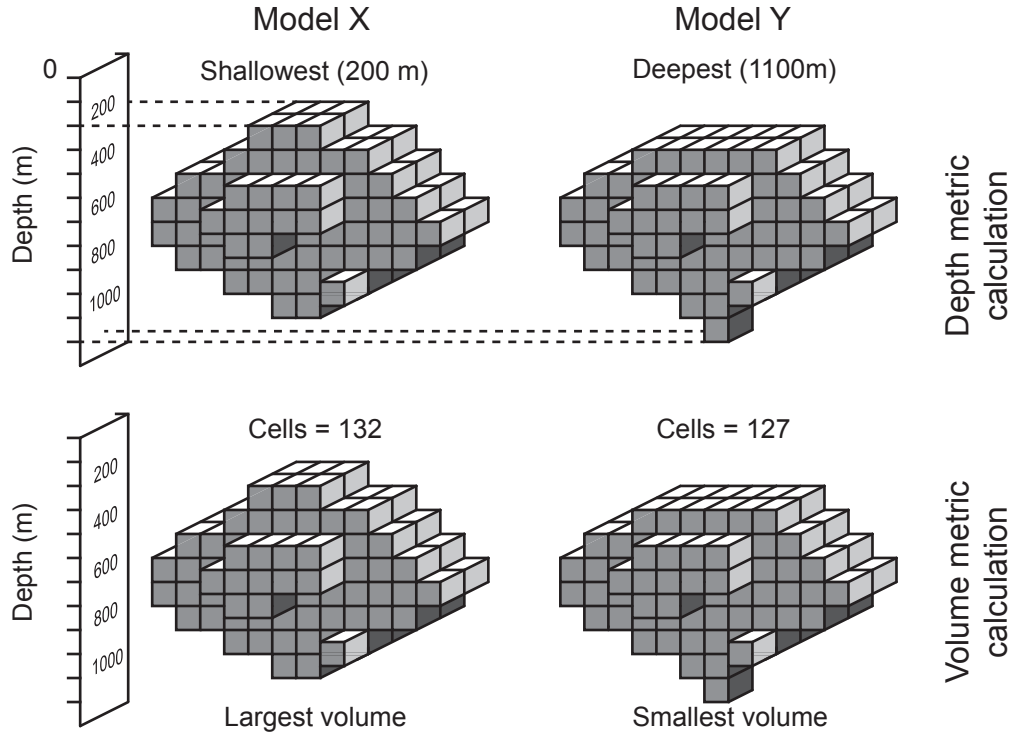 Model X
Model Y
Shallowest (200 m)
Deepest (1100m)
0
200
400
600
800
1000
Depth (m)
Depth metric
calculation
Cells = 132
Cells = 127
200
400
600
800
1000
Depth (m)
Volume metric
calculation
Largest volume
Smallest volume